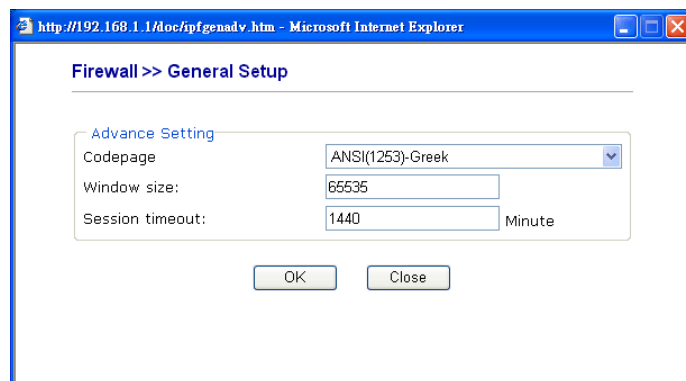 http://192.168.1.1/doc/ipfgenadv.htm - Microsoft Internet Explorer
Firewall >> General Setup
Advance Setting
Codepage ANSI(1253)-Greek
Window size: 65535
Session timeout: 1440 Minute
OK Close